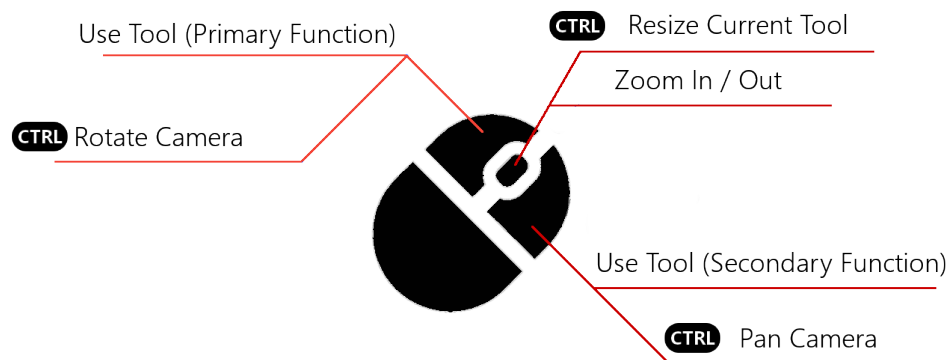 Use Tool (Primary Function)
CTRL Rotate Camera
CTRL Resize Current Tool
Zoom In / Out
Use Tool (Secondary Function)
CTRL Pan Camera